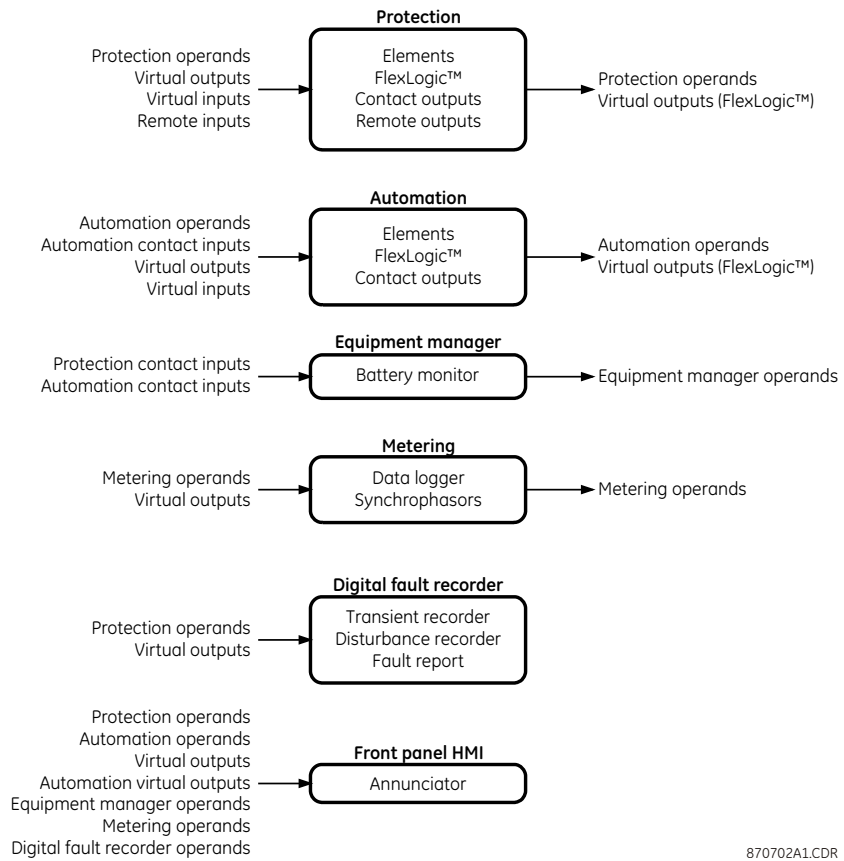 Protection
Protection operands
Virtual outputs
Virtual inputs
Remote inputs
Elements
FlexLogic™
Contact outputs
Remote outputs
Protection operands
Virtual outputs (FlexLogic™)
Automation
Automation operands
Automation contact inputs
Virtual outputs
Virtual inputs
Elements
FlexLogic™
Contact outputs
Automation operands
Virtual outputs (FlexLogic™)
Equipment manager
Protection contact inputs
Automation contact inputs
Battery monitor
Equipment manager operands
Metering
Metering operands
Virtual outputs
Data logger
Synchrophasors
Metering operands
Digital fault recorder
Protection operands
Virtual outputs
Transient recorder
Disturbance recorder
Fault report
Front panel HMI
Protection operands
Automation operands
Virtual outputs
Automation virtual outputs
Equipment manager operands
Metering operands
Digital fault recorder operands
Annunciator
870702A1.CDR